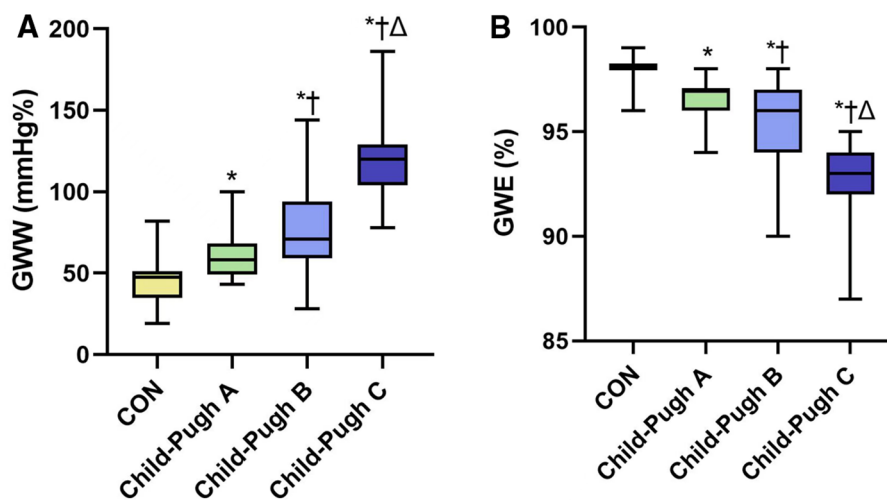 A
GWW (mmHg%)
200
150
100
50
0
*
*†
*†Δ
CON
Child-Pugh A
Child-Pugh B
Child-Pugh C
B
GWE (%)
100
95
90
85
*
*†
*†Δ
CON
Child-Pugh A
Child-Pugh B
Child-Pugh C